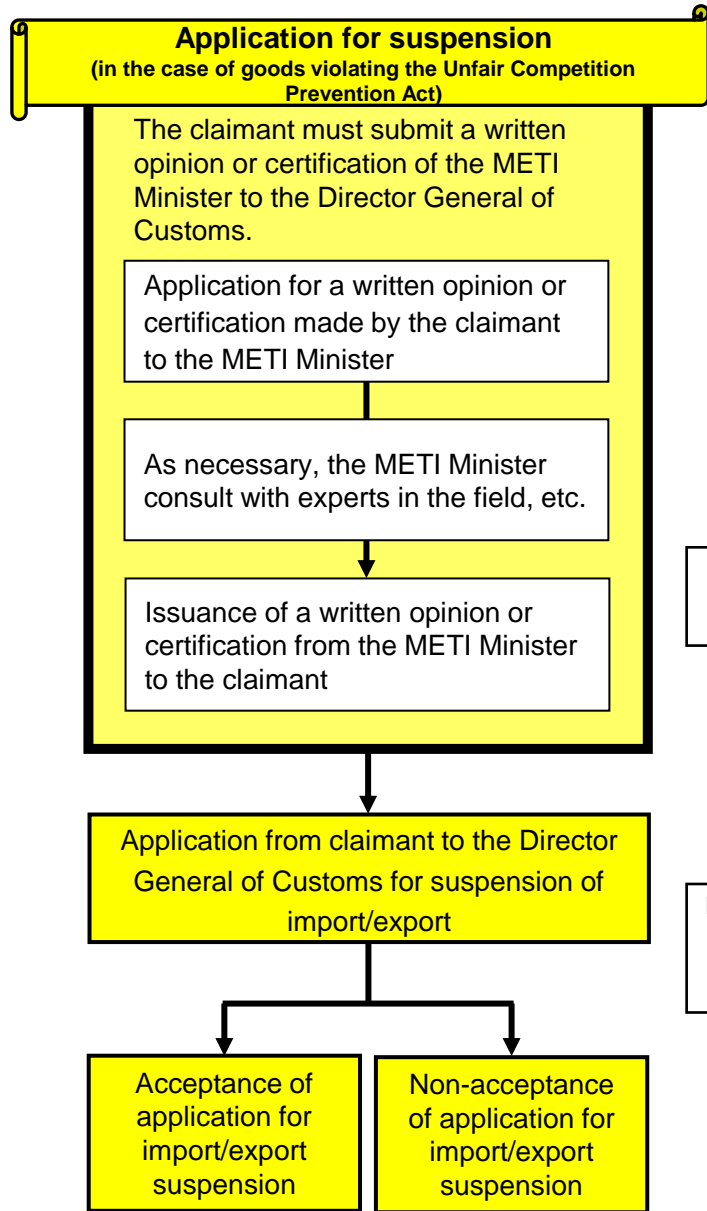 Application for suspension
(in the case of goods violating the Unfair Competition
Prevention Act)
The claimant must submit a written
opinion or certification of the METI
Minister to the Director General of
Customs.
Application for a written opinion or
certification made by the claimant
to the METI Minister
As necessary, the METI Minister
consult with experts in the field, etc.
Issuance of a written opinion or
certification from the METI Minister
to the claimant
Application from claimant to the Director
General of Customs for suspension of
import/export
Acceptance of
application for
import/export
suspension
Non-acceptance
of application for
import/export
suspension